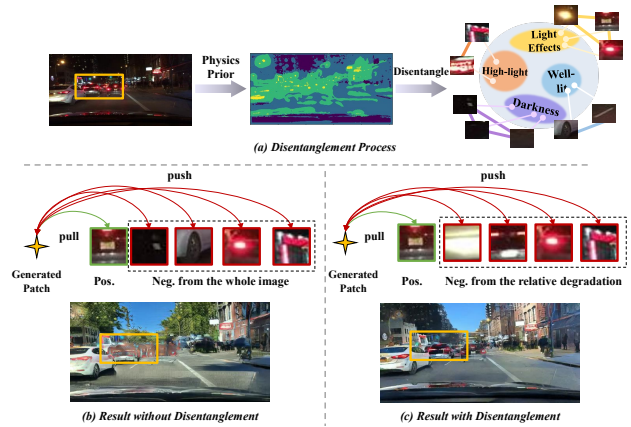 Physics
Prior
Disentangle
Light
Effects
High-light
Well-
lit
Darkness
(a) Disentanglement Process
push
pull
Generated
Patch
Pos.
Neg. from the whole image
(b) Result without Disentanglement
push
pull
Generated
Patch
Pos.
Neg. from the relative degradation
(c) Result with Disentanglement